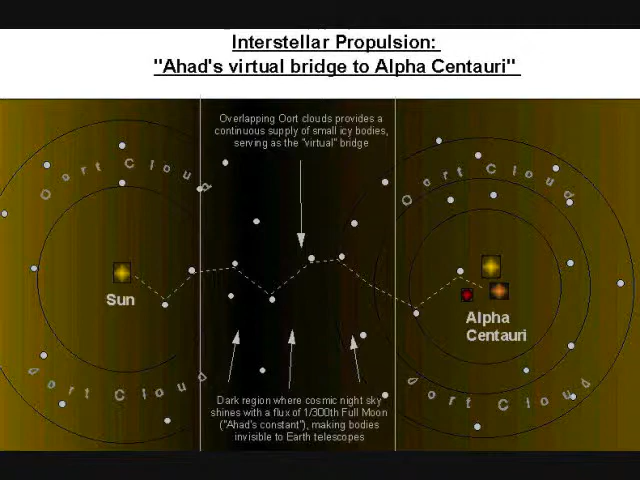 Interstellar Propulsion:
"Ahad's virtual bridge to Alpha Centauri"
Overlapping Oort clouds provides a
continuous supply of small icy bodies,
serving as the "virtual" bridge
Oort Cloud
Oort Cloud
Sun
Alpha
Centauri
Oort Cloud
Oort Cloud
Dark region where cosmic night sky
shines with a flux of 1/300th Full Moon
("Ahad's constant"), making bodies
invisible to Earth telescopes